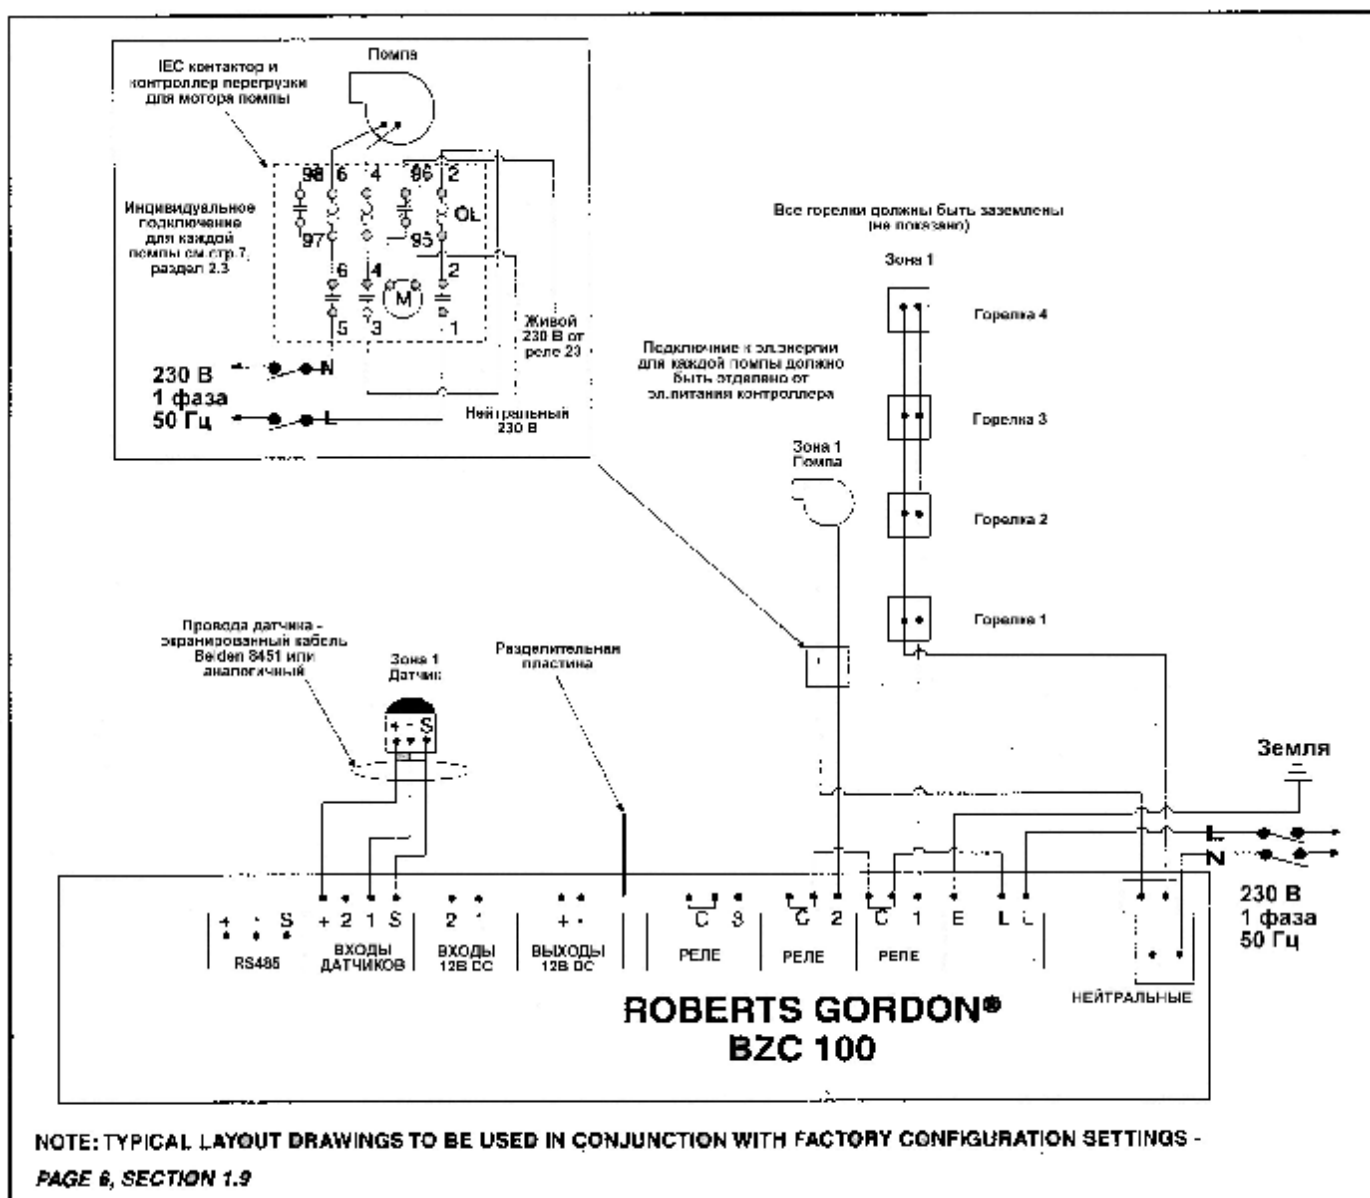 Помпа
IEC контактор и
контроллер перегрузки
для мотора помпы
98 6 4 96 2
OL
97 95
Индивидуальное
подключение
для каждой
помпы см.стр.7,
раздел 2.3
6 4 2
M
5 3 1
Живой
230 В от
реле 23
N
230 В
1 фаза
50 Гц
L
Нейтральный
230 В
Все горелки должны быть заземлены
(не показано)
Зона 1
Горелка 4
Подключние к эл.энергии
для каждой помпы должно
быть отделено от
эл.питания контроллера
Горелка 3
Зона 1
Помпа
Горелка 2
Горелка 1
Провода датчика -
экранированный кабель
Belden 8451 или
аналогичный
Зона 1
Датчик
+ - S
Разделительная
пластина
Земля
L
N
230 В
1 фаза
50 Гц
+ - S
RS485
+ 2 1 S
ВХОДЫ
ДАТЧИКОВ
2 1
ВХОДЫ
12В DC
+ -
ВЫХОДЫ
12В DC
C 3
РЕЛЕ
C 2
РЕЛЕ
C 1
РЕЛЕ
E L L
НЕЙТРАЛЬНЫЕ
ROBERTS GORDON®
BZC 100
NOTE: TYPICAL LAYOUT DRAWINGS TO BE USED IN CONJUNCTION WITH FACTORY CONFIGURATION SETTINGS -
PAGE 6, SECTION 1.9